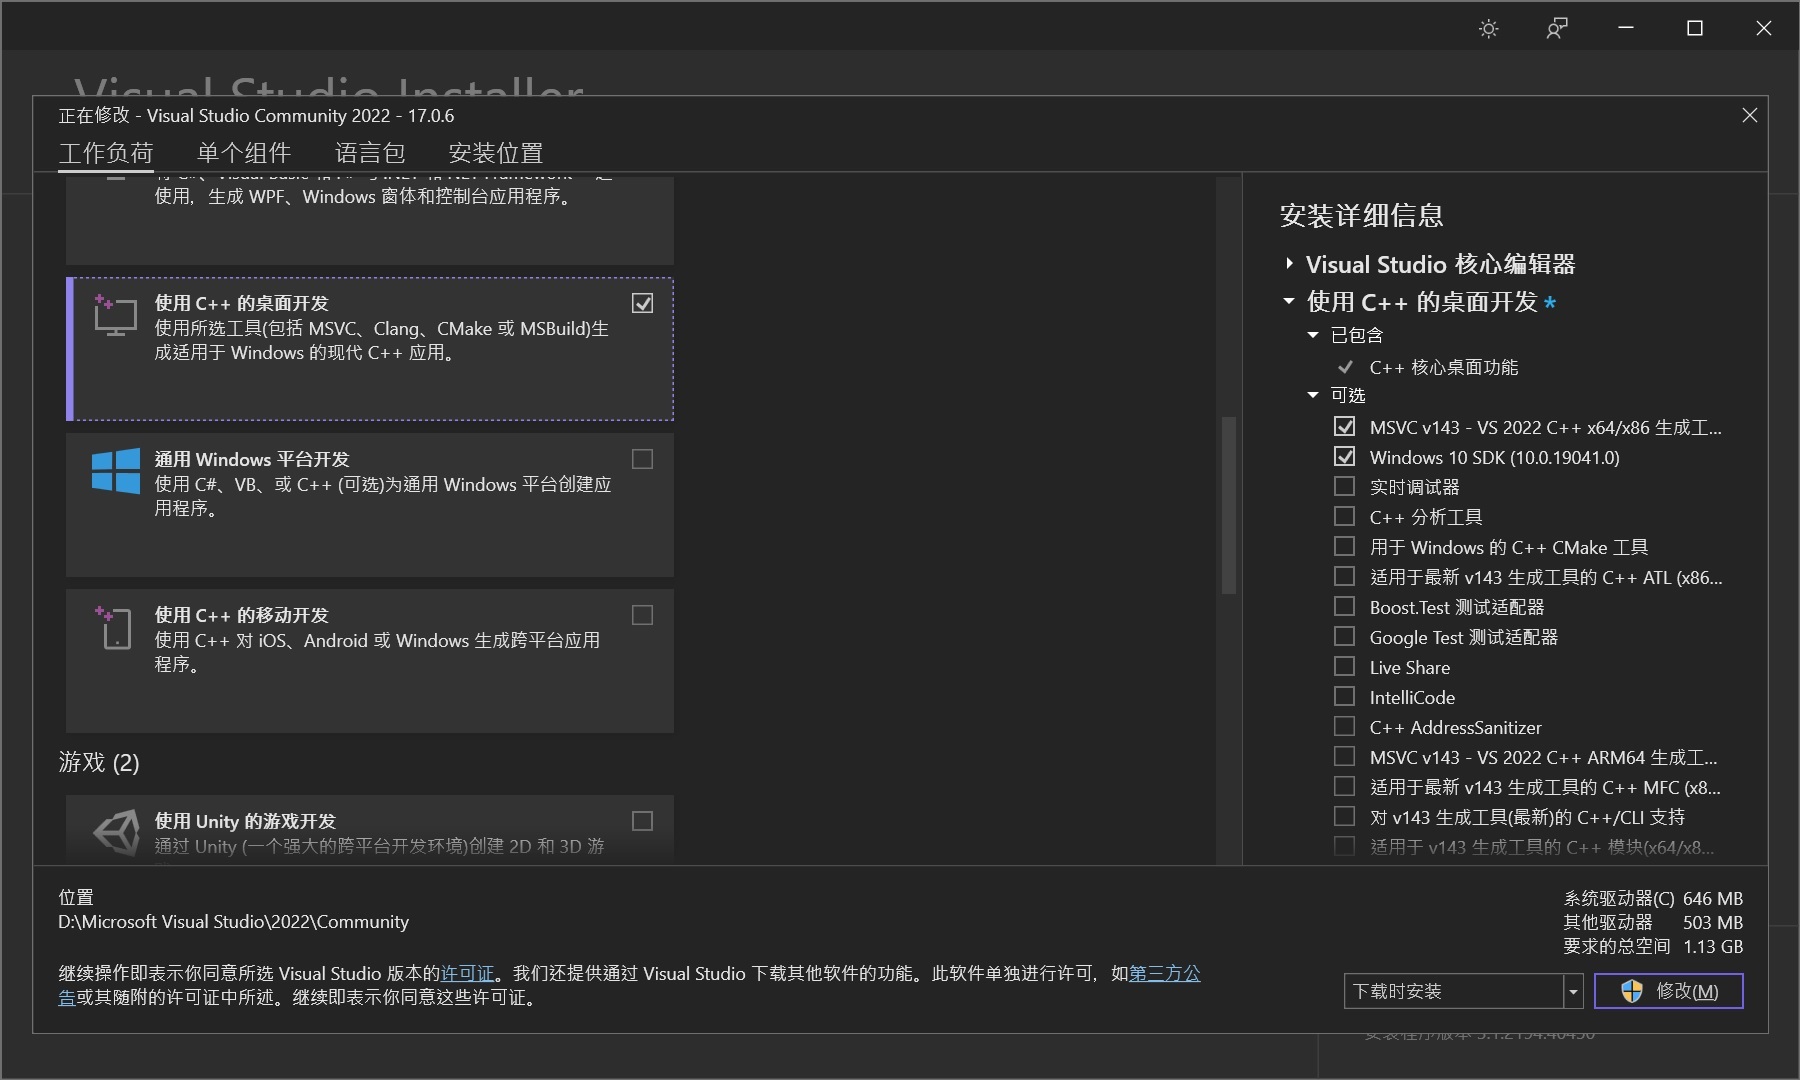 Visual Studio Installer
正在修改 - Visual Studio Community 2022 - 17.0.6
工作负荷 单个组件 语言包 安装位置
使用，生成 WPF、Windows 窗体和控制台应用程序。
使用 C++ 的桌面开发
使用所选工具(包括 MSVC、Clang、CMake 或 MSBuild)生
成适用于 Windows 的现代 C++ 应用。
通用 Windows 平台开发
使用 C#、VB、或 C++ (可选)为通用 Windows 平台创建应
用程序。
使用 C++ 的移动开发
使用 C++ 对 iOS、Android 或 Windows 生成跨平台应用
程序。
游戏 (2)
使用 Unity 的游戏开发
通过 Unity (一个强大的跨平台开发环境)创建 2D 和 3D 游
安装详细信息
Visual Studio 核心编辑器
使用 C++ 的桌面开发 *
已包含
C++ 核心桌面功能
可选
MSVC v143 - VS 2022 C++ x64/x86 生成工...
Windows 10 SDK (10.0.19041.0)
实时调试器
C++ 分析工具
用于 Windows 的 C++ CMake 工具
适用于最新 v143 生成工具的 C++ ATL (x86...
Boost.Test 测试适配器
Google Test 测试适配器
Live Share
IntelliCode
C++ AddressSanitizer
MSVC v143 - VS 2022 C++ ARM64 生成工...
适用于最新 v143 生成工具的 C++ MFC (x8...
对 v143 生成工具(最新)的 C++/CLI 支持
适用于 v143 生成工具的 C++ 模块(x64/x8...
位置
D:\Microsoft Visual Studio\2022\Community
继续操作即表示你同意所选 Visual Studio 版本的许可证。我们还提供通过 Visual Studio 下载其他软件的功能。此软件单独进行许可，如第三方公
告或其随附的许可证中所述。继续即表示你同意这些许可证。
系统驱动器(C) 646 MB
其他驱动器 503 MB
要求的总空间 1.13 GB
下载时安装
修改(M)